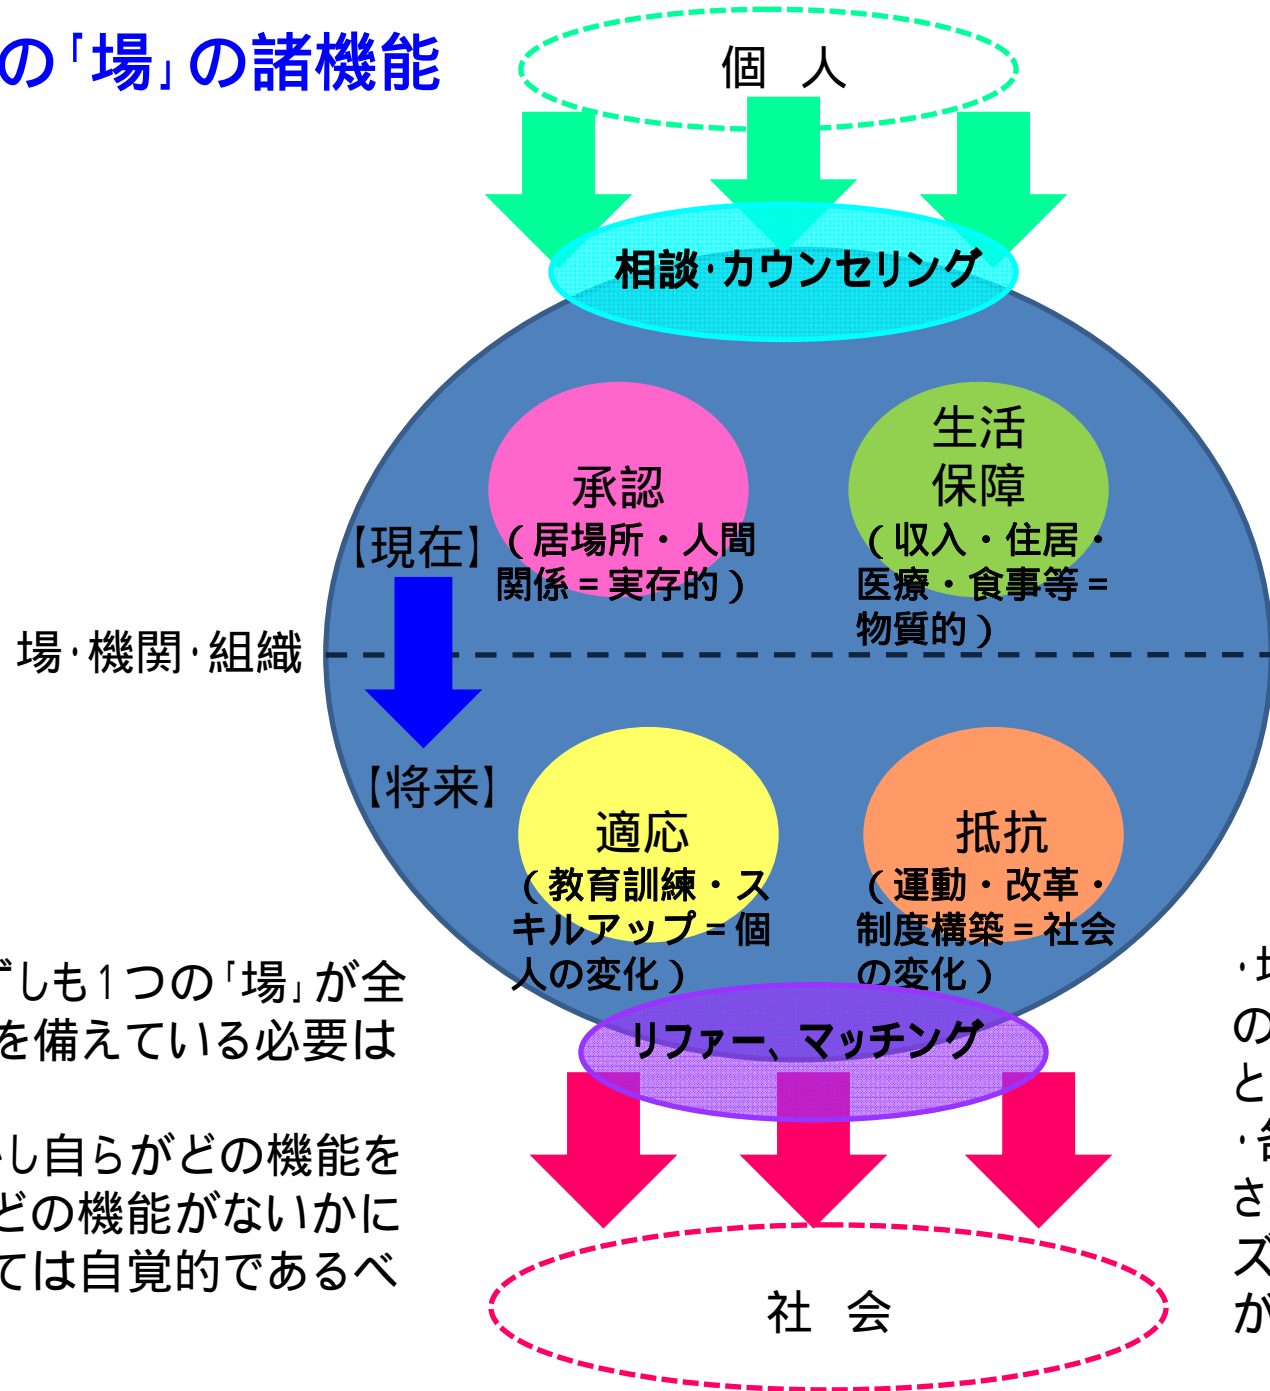 の「場」の諸機能
個 人
相談・カウンセリング
承認
(居場所・人間
関係=実存的)
生活
保障
(収入・住居・
医療・食事等=
物質的)
【現在】
場・機関・組織
【将来】
適応
(教育訓練・ス
キルアップ=個
人の変化)
抵抗
(運動・改革・
制度構築=社会
の変化)
リファー、マッチング
ずしも1つの「場」が全
を備えている必要は
し自らがどの機能を
どの機能がないかに
ては自覚的であるべ
の
と
さ
ズ
が
社 会